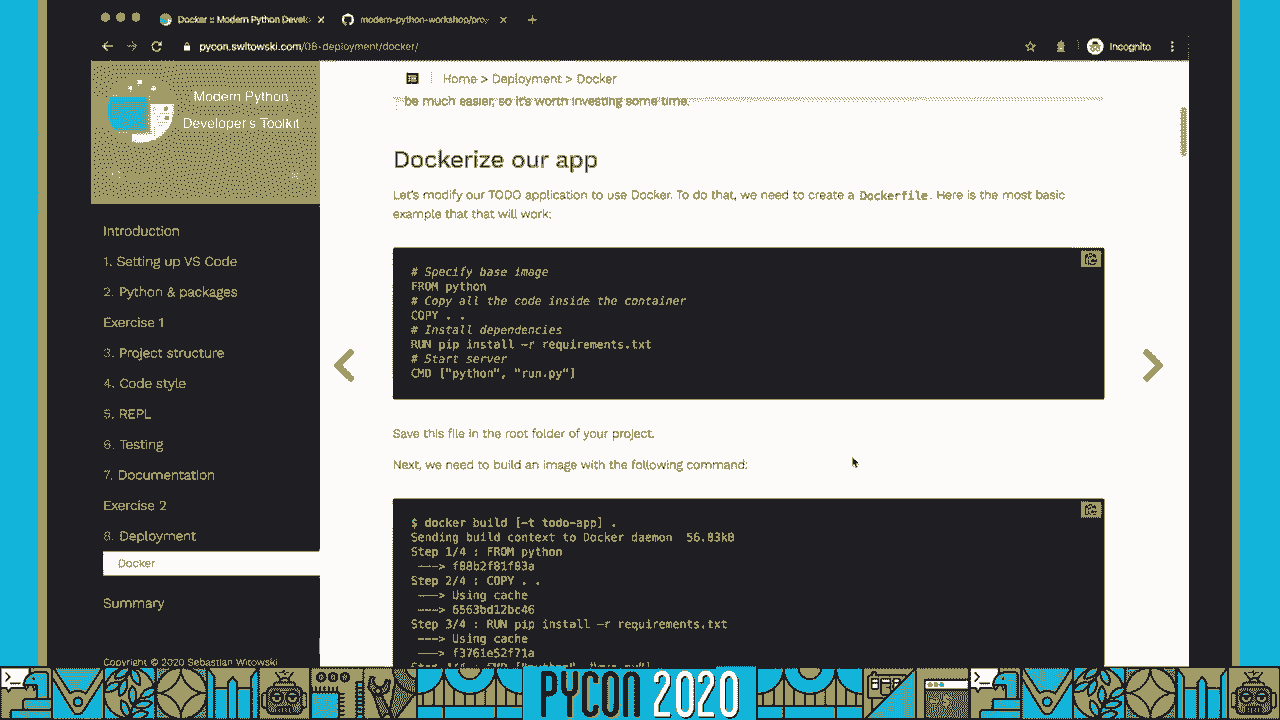 Docker :: Modern Python Devel
modern-python-workshop/pro
pycon.switowski.com/08-deployment/docker/
Incognito
Modern Python
Developer's Toolkit
Introduction
1. Setting up VS Code
2. Python & packages
Exercise 1
3. Project structure
4. Code style
5. REPL
6. Testing
7. Documentation
Exercise 2
8. Deployment
Docker
Summary
Copyright © 2020 Sebastian Witowski
Home > Deployment > Docker
be much easier, so it's worth investing some time.
Dockerize our app
Let's modify our TODO application to use Docker. To do that, we need to create a Dockerfile. Here is the most basic
example that that will work:
# Specify base image
FROM python
# Copy all the code inside the container
COPY . .
# Install dependencies
RUN pip install -r requirements.txt
# Start server
CMD ["python", "run.py"]
Save this file in the root folder of your project.
Next, we need to build an image with the following command:
$ docker build [-t todo-app] .
Sending build context to Docker daemon  56.83kB
Step 1/4 : FROM python
---> f88b2f81f83a
Step 2/4 : COPY . .
---> Using cache
---> 6563bd12bc46
Step 3/4 : RUN pip install -r requirements.txt
---> Using cache
---> f3761e52f71a
Step 4/4 : CMD ["python", "run.py"]
PYCON 2020